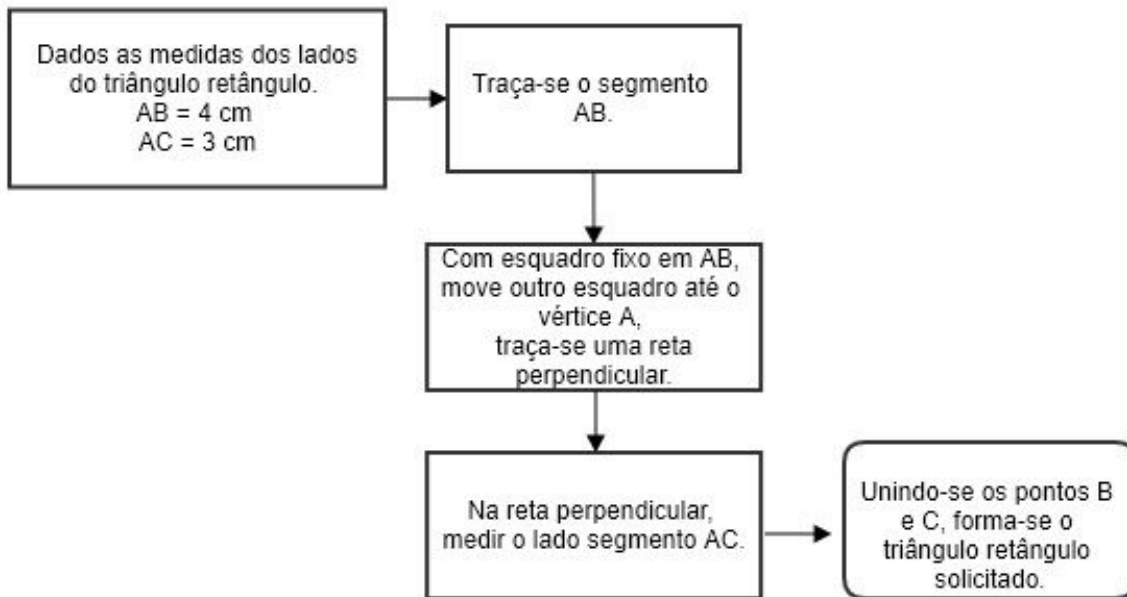 Dados as medidas dos lados
do triângulo retângulo.
AB = 4 cm
AC = 3 cm
Traça-se o segmento
AB.
Com esquadro fixo em AB,
move outro esquadro até o
vértice A,
traça-se uma reta
perpendicular.
Na reta perpendicular,
medir o lado segmento AC.
Unindo-se os pontos B
e C, forma-se o
triângulo retângulo
solicitado.